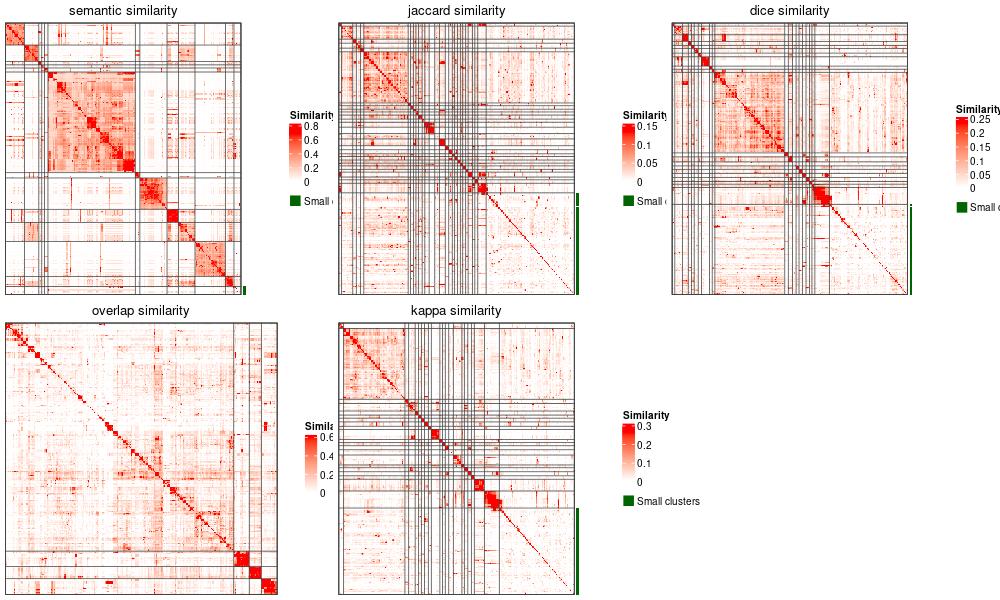 semantic similarity
Similarity
0.8
0.6
0.4
0.2
0
Small
jaccard similarity
Similarity
0.15
0.1
0.05
0
Small
dice similarity
Similarity
0.25
0.2
0.15
0.1
0.05
0
Small
overlap similarity
Simila
0.6
0.4
0.2
0
kappa similarity
Similarity
0.3
0.2
0.1
0
Small clusters